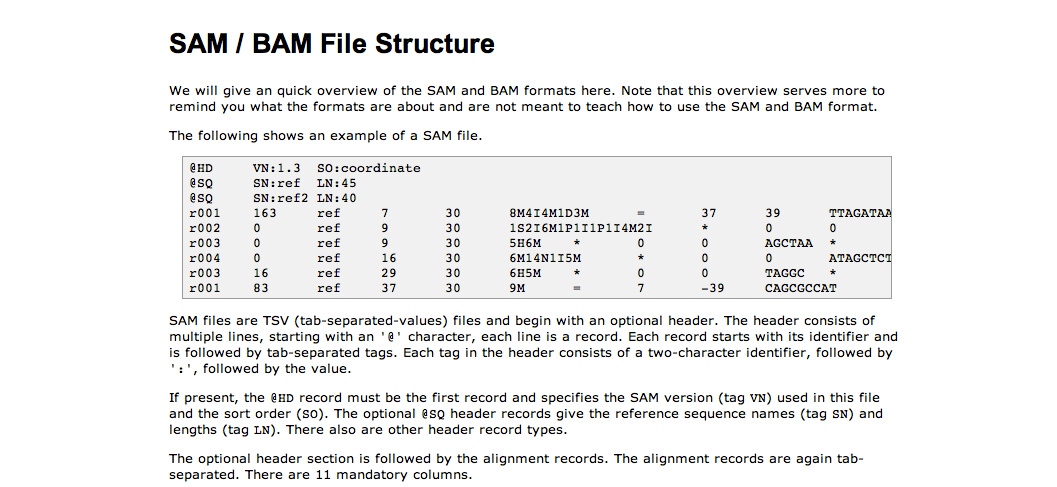 SAM / BAM File Structure
We will give an quick overview of the SAM and BAM formats here. Note that this overview serves more to
remind you what the formats are about and are not meant to teach how to use the SAM and BAM format.
The following shows an example of a SAM file.
@HD VN:1.3 SO:coordinate
@SQ SN:ref LN:45
@SQ SN:ref2 LN:40
r001 163 ref 7 30 8M4I4M1D3M = 37 39 TTAGATAA
r002 0 ref 9 30 1S2I6M1P1I1P1I4M2I * 0 0
r003 0 ref 9 30 5H6M * 0 0 AGCTAA *
r004 0 ref 16 30 6M14N1I5M * 0 0 ATAGCTCT
r003 16 ref 29 30 6H5M * 0 0 TAGGC *
r001 83 ref 37 30 9M = 7 -39 CAGCGCCAT
SAM files are TSV (tab-separated-values) files and begin with an optional header. The header consists of
multiple lines, starting with an '@' character, each line is a record. Each record starts with its identifier and
is followed by tab-separated tags. Each tag in the header consists of a two-character identifier, followed by
':', followed by the value.
If present, the @HD record must be the first record and specifies the SAM version (tag VN) used in this file
and the sort order (SO). The optional @SQ header records give the reference sequence names (tag SN) and
lengths (tag LN). There also are other header record types.
The optional header section is followed by the alignment records. The alignment records are again tab-
separated. There are 11 mandatory columns.